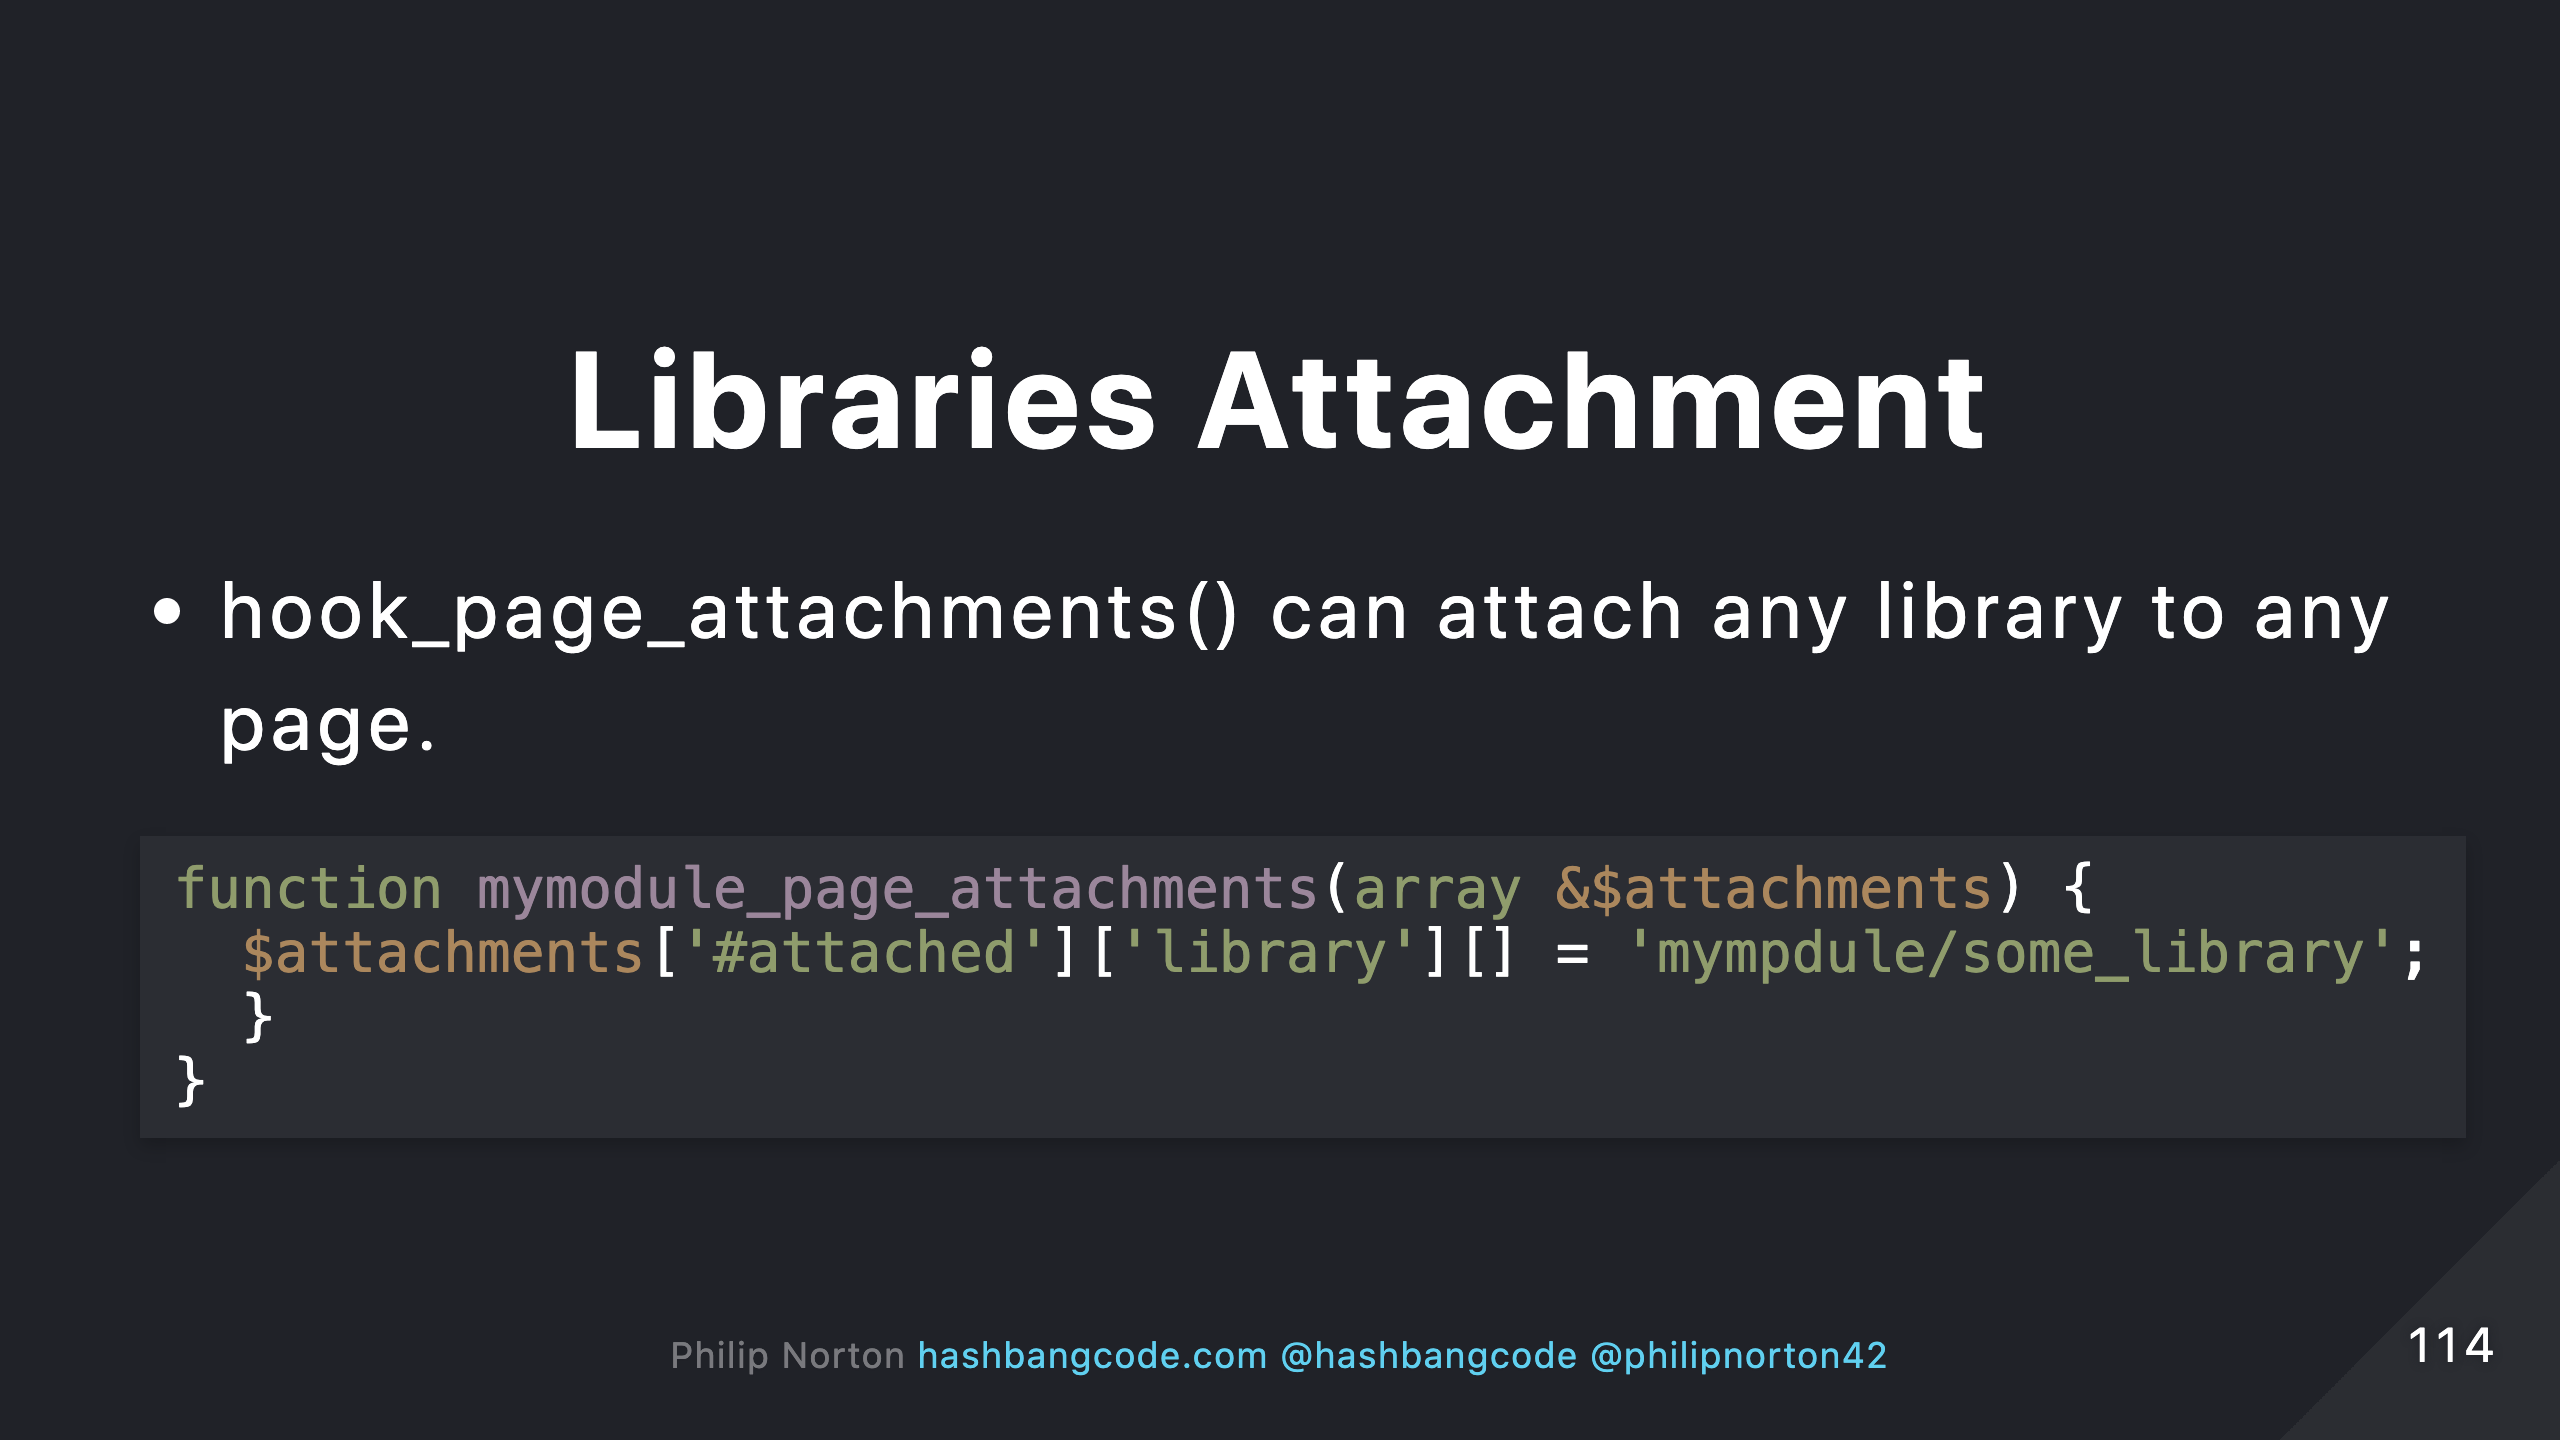 Libraries Attachment
• hook_page_attachments() can attach any library to any
page.
function mymodule_page_attachments(array &$attachments) {
  $attachments['#attached']['library'][] = 'mympdule/some_library';
  }
}
Philip Norton hashbangcode.com @hashbangcode @philipnorton42
114